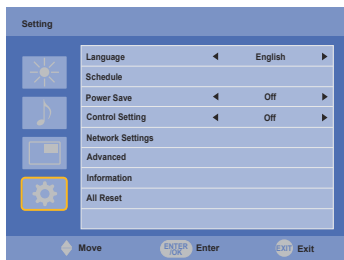 Setting
Language English
Schedule
Power Save Off
Control Setting Off
Network Settings
Advanced
Information
All Reset
Move ENTER /OK Enter EXIT Exit